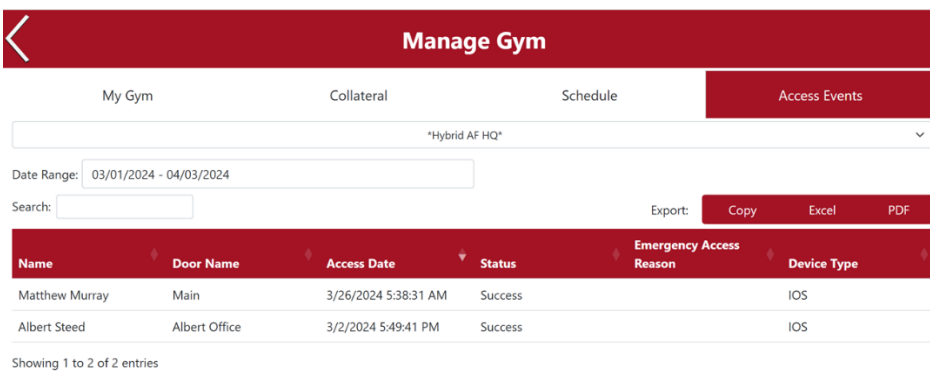 Manage Gym
My Gym Collateral Schedule Access Events
*Hybrid AF HQ*
Date Range: 03/01/2024 - 04/03/2024
Search: Export: Copy Excel PDF
Name Door Name Access Date Status Emergency Access Reason Device Type
Matthew Murray Main 3/26/2024 5:38:31 AM Success IOS
Albert Steed Albert Office 3/2/2024 5:49:41 PM Success IOS
Showing 1 to 2 of 2 entries